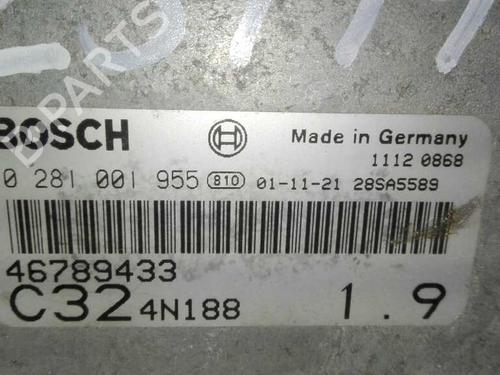 BOSCH
Made in Germany
1112 0868
0 281 001 955 810 01-11-21 28SA5589
46789433
C32 4N188 1.9
B-PARTS